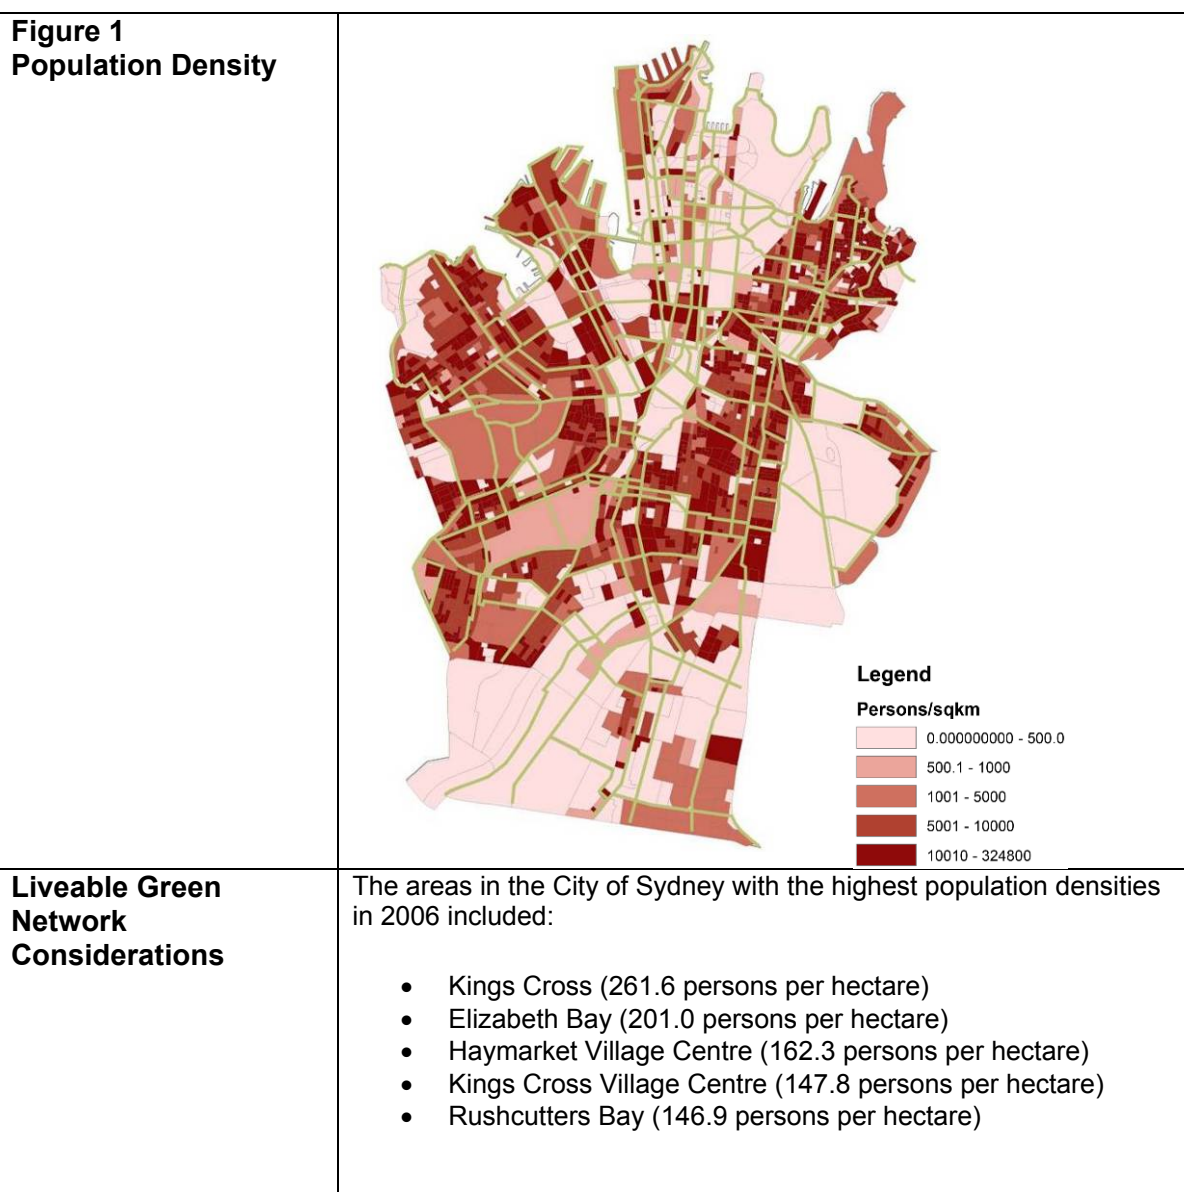 Figure 1
Population Density
Legend
Persons/sqkm
0.000000000 - 500.0
500.1 - 1000
1001 - 5000
5001 - 10000
10010 - 324800
Liveable Green
Network
Considerations
The areas in the City of Sydney with the highest population densities
in 2006 included:
• Kings Cross (261.6 persons per hectare)
• Elizabeth Bay (201.0 persons per hectare)
• Haymarket Village Centre (162.3 persons per hectare)
• Kings Cross Village Centre (147.8 persons per hectare)
• Rushcutters Bay (146.9 persons per hectare)